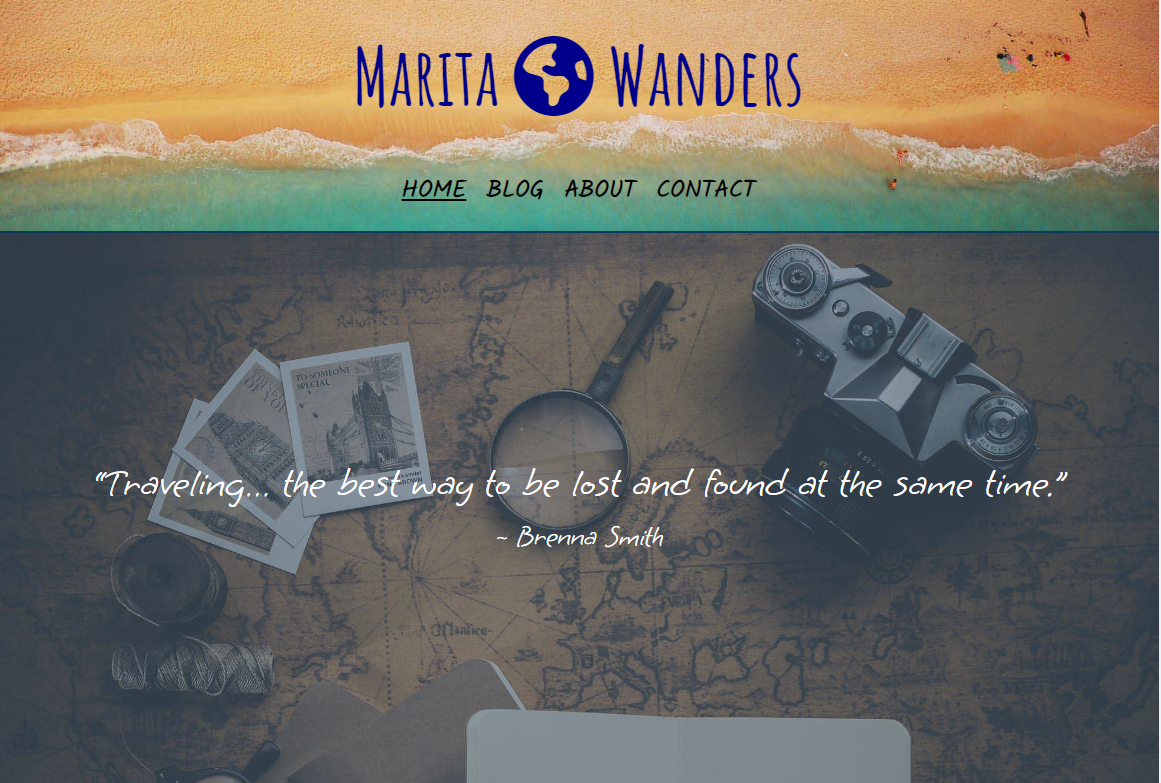 MARITA WANDERS
HOME BLOG ABOUT CONTACT
TO SOMEONE
SPECIAL
“Traveling... the best way to be lost and found at the same time.”
~ Brenna Smith